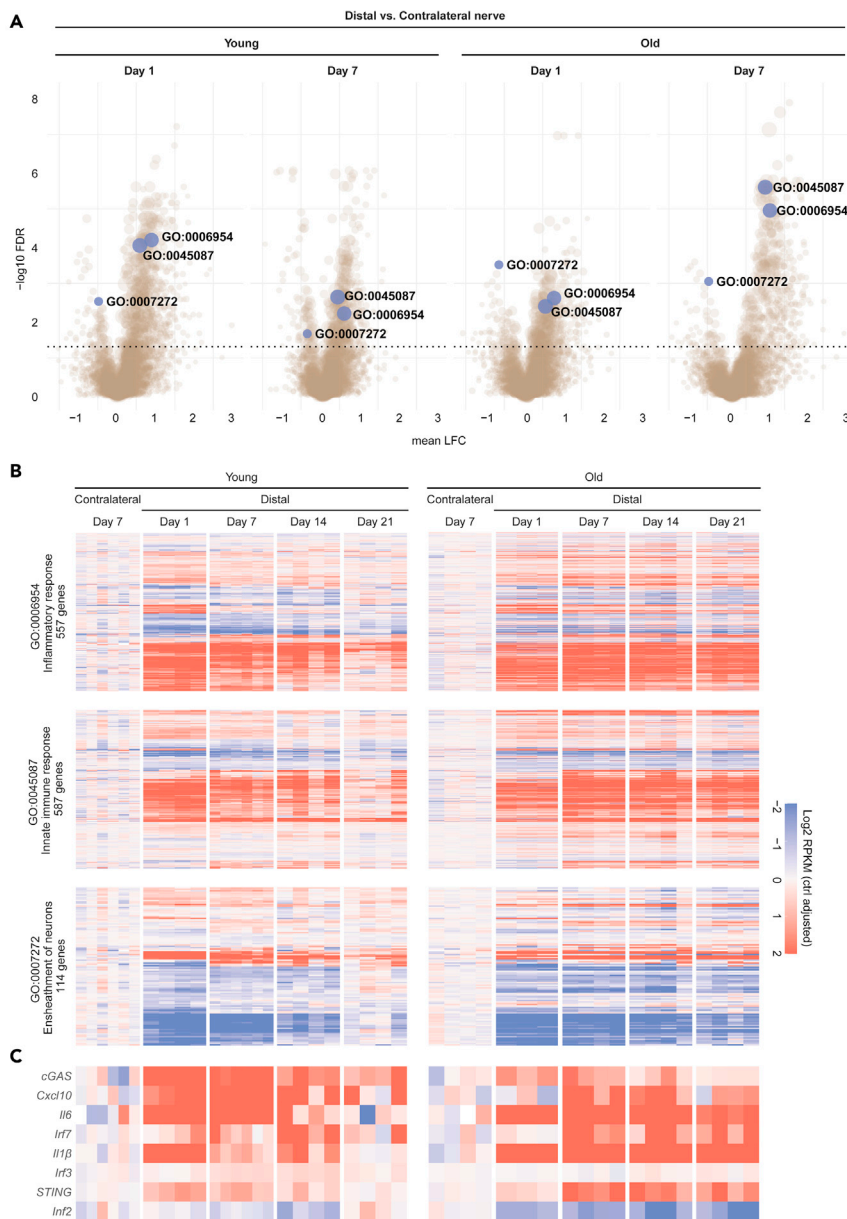 A
Distal vs. Contralateral nerve
Young
Old
Day 1
Day 7
Day 1
Day 7
−log10 FDR
8
6
4
2
0
GO:0006954
GO:0045087
GO:0007272
GO:0045087
GO:0006954
GO:0007272
GO:0007272
GO:0006954
GO:0045087
GO:0045087
GO:0006954
GO:0007272
−1 0 1 2 3
−1 0 1 2 3
−1 0 1 2 3
−1 0 1 2 3
mean LFC
B
Young
Old
Contralateral
Distal
Contralateral
Distal
Day 7
Day 1
Day 7
Day 14
Day 21
Day 7
Day 1
Day 7
Day 14
Day 21
GO:0006954
Inflammatory response
557 genes
GO:0045087
Innate immune response
587 genes
GO:0007272
Ensheathment of neurons
114 genes
−2
−1
0
1
2
Log2 RPKM (ctrl adjusted)
C
cGAS
Cxcl10
Il6
Irf7
Il1β
Irf3
STING
Inf2